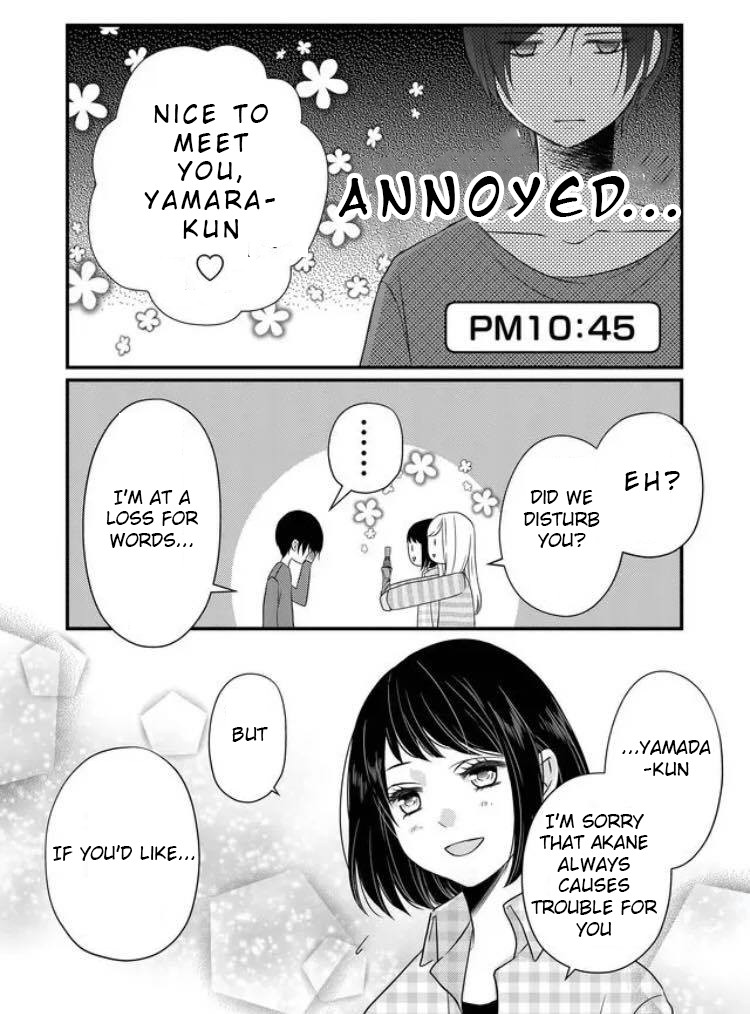 NICE TO
MEET
YOU,
YAMARA-
KUN
♡
ANNOYED...
PM10:45
EH?
DID WE
DISTURB
YOU?
......
I'M AT A
LOSS FOR
WORDS...
...YAMADA
-KUN
I'M SORRY
THAT AKANE
ALWAYS
CAUSES
TROUBLE FOR
YOU
BUT
IF YOU'D LIKE...